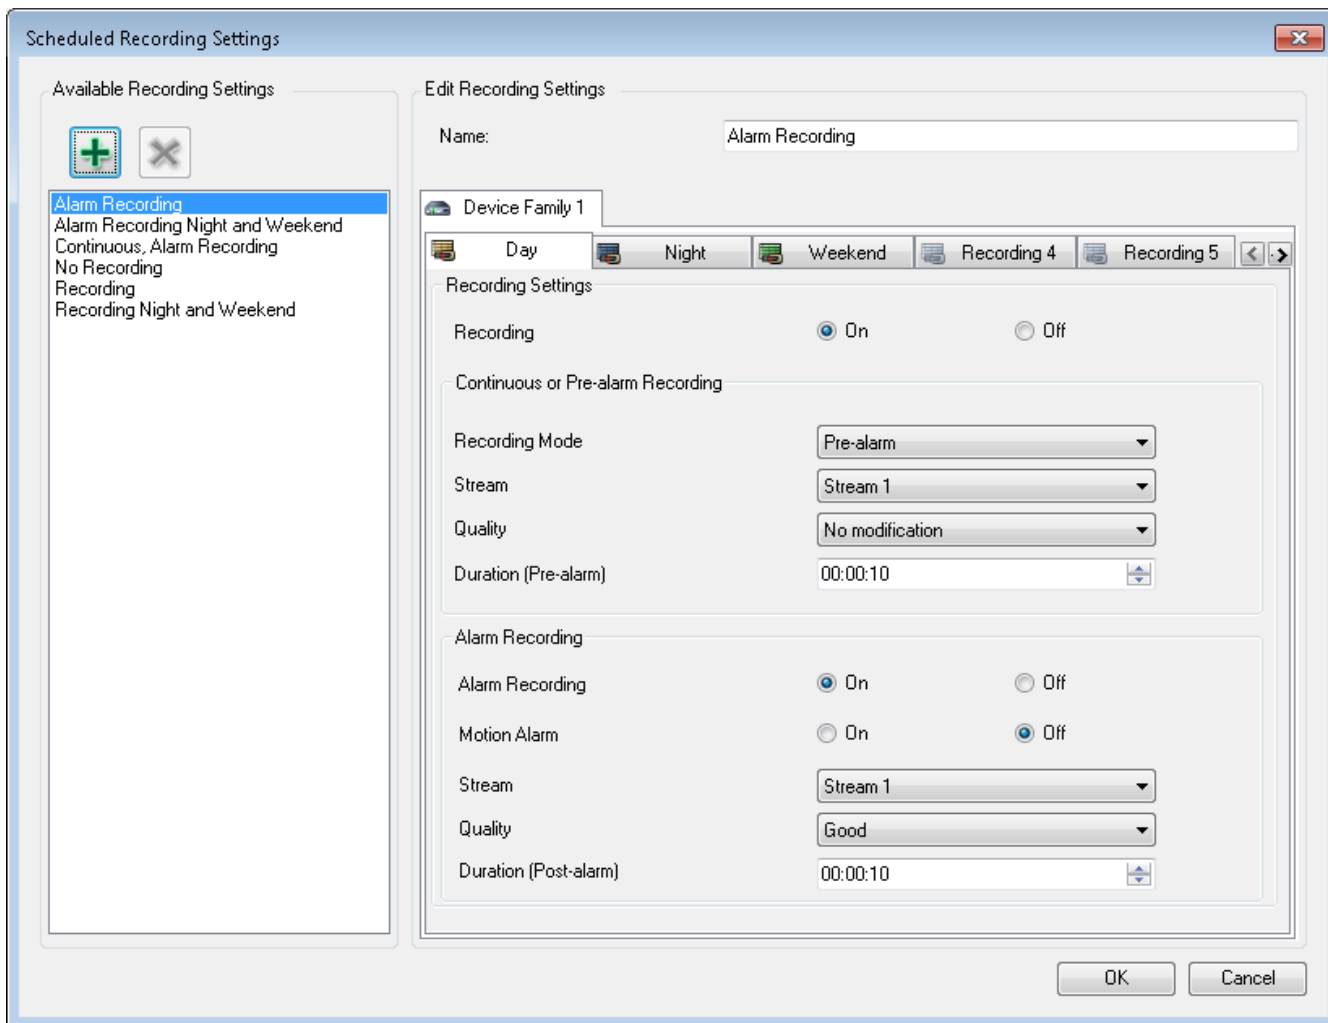 Scheduled Recording Settings
Available Recording Settings
Alarm Recording
Alarm Recording Night and Weekend
Continuous, Alarm Recording
No Recording
Recording
Recording Night and Weekend
Edit Recording Settings
Name: Alarm Recording
Device Family 1
Day Night Weekend Recording 4 Recording 5
Recording Settings
Recording On Off
Continuous or Pre-alarm Recording
Recording Mode Pre-alarm
Stream Stream 1
Quality No modification
Duration (Pre-alarm) 00:00:10
Alarm Recording
Alarm Recording On Off
Motion Alarm On Off
Stream Stream 1
Quality Good
Duration (Post-alarm) 00:00:10
OK Cancel